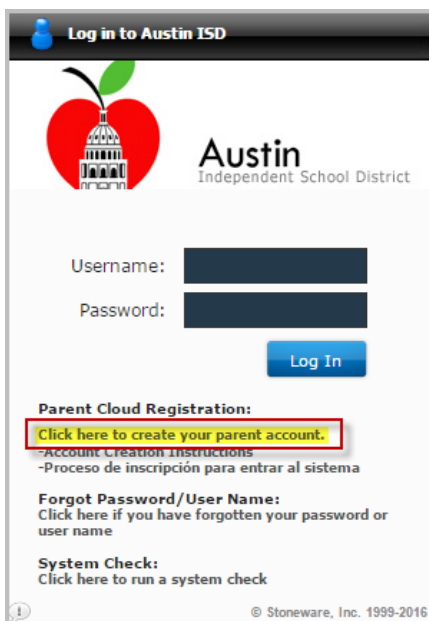 Log in to Austin ISD
Austin
Independent School District
Username:
Password:
Log In
Parent Cloud Registration:
Click here to create your parent account.
-Account Creation Instructions
-Proceso de inscripción para entrar al sistema
Forgot Password/User Name:
Click here if you have forgotten your password or
user name
System Check:
Click here to run a system check
© Stoneware, Inc. 1999-2016